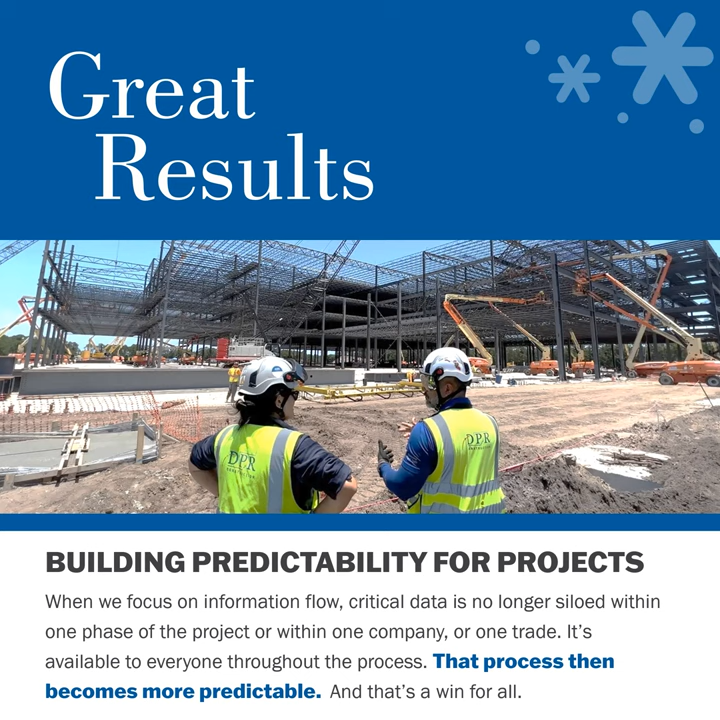 Great
Results
DPR
CONSTRUCTION
DPR
CONSTRUCTION
BUILDING PREDICTABILITY FOR PROJECTS
When we focus on information flow, critical data is no longer siloed within
one phase of the project or within one company, or one trade. It’s
available to everyone throughout the process. That process then
becomes more predictable. And that’s a win for all.